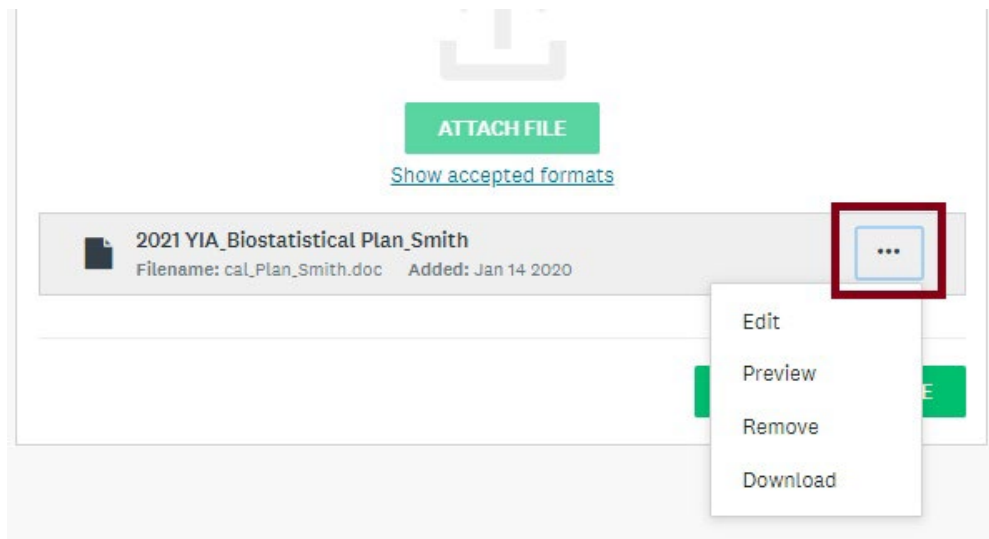 ATTACH FILE
Show accepted formats
2021 YIA_Biostatistical Plan_Smith
Filename: cal_Plan_Smith.doc Added: Jan 14 2020
...
Edit
Preview
E
Remove
Download